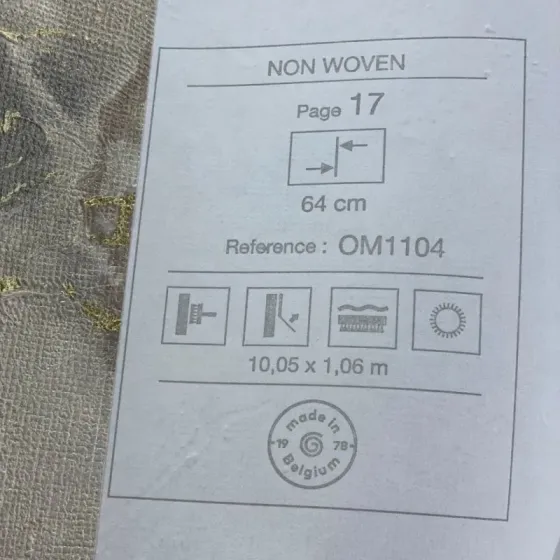 NON WOVEN
Page 17
64 cm
Reference : OM1104
10,05 x 1,06 m
made in
19 78
Belgium